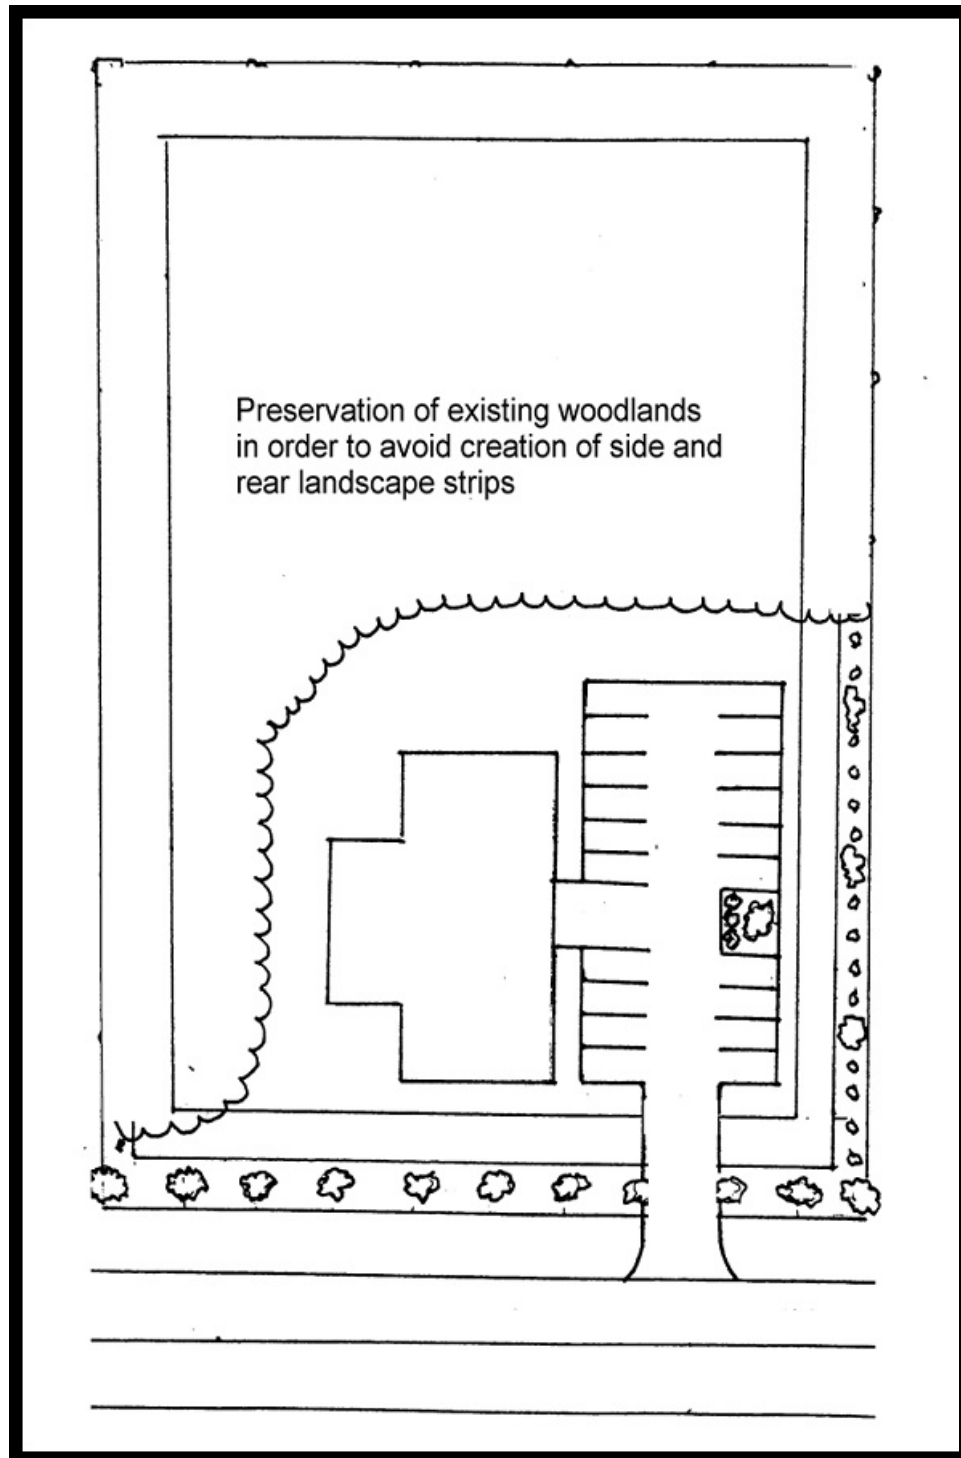 Preservation of existing woodlands
in order to avoid creation of side and
rear landscape strips